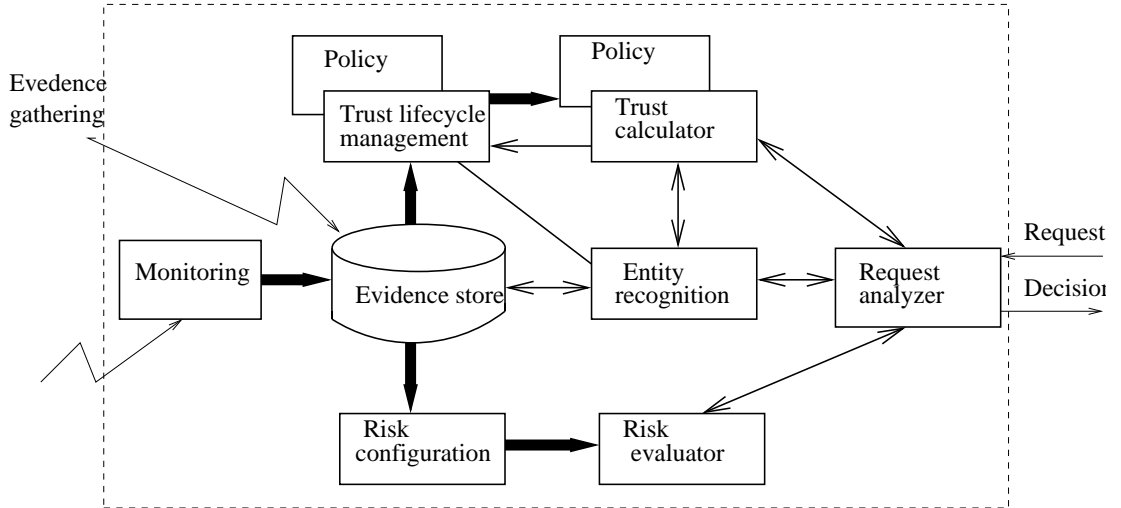 Policy
Policy
Evedence
gathering
Trust lifecycle
management
Trust
calculator
Monitoring
Evidence store
Entity
recognition
Request
analyzer
Request
Decision
Risk
configuration
Risk
evaluator